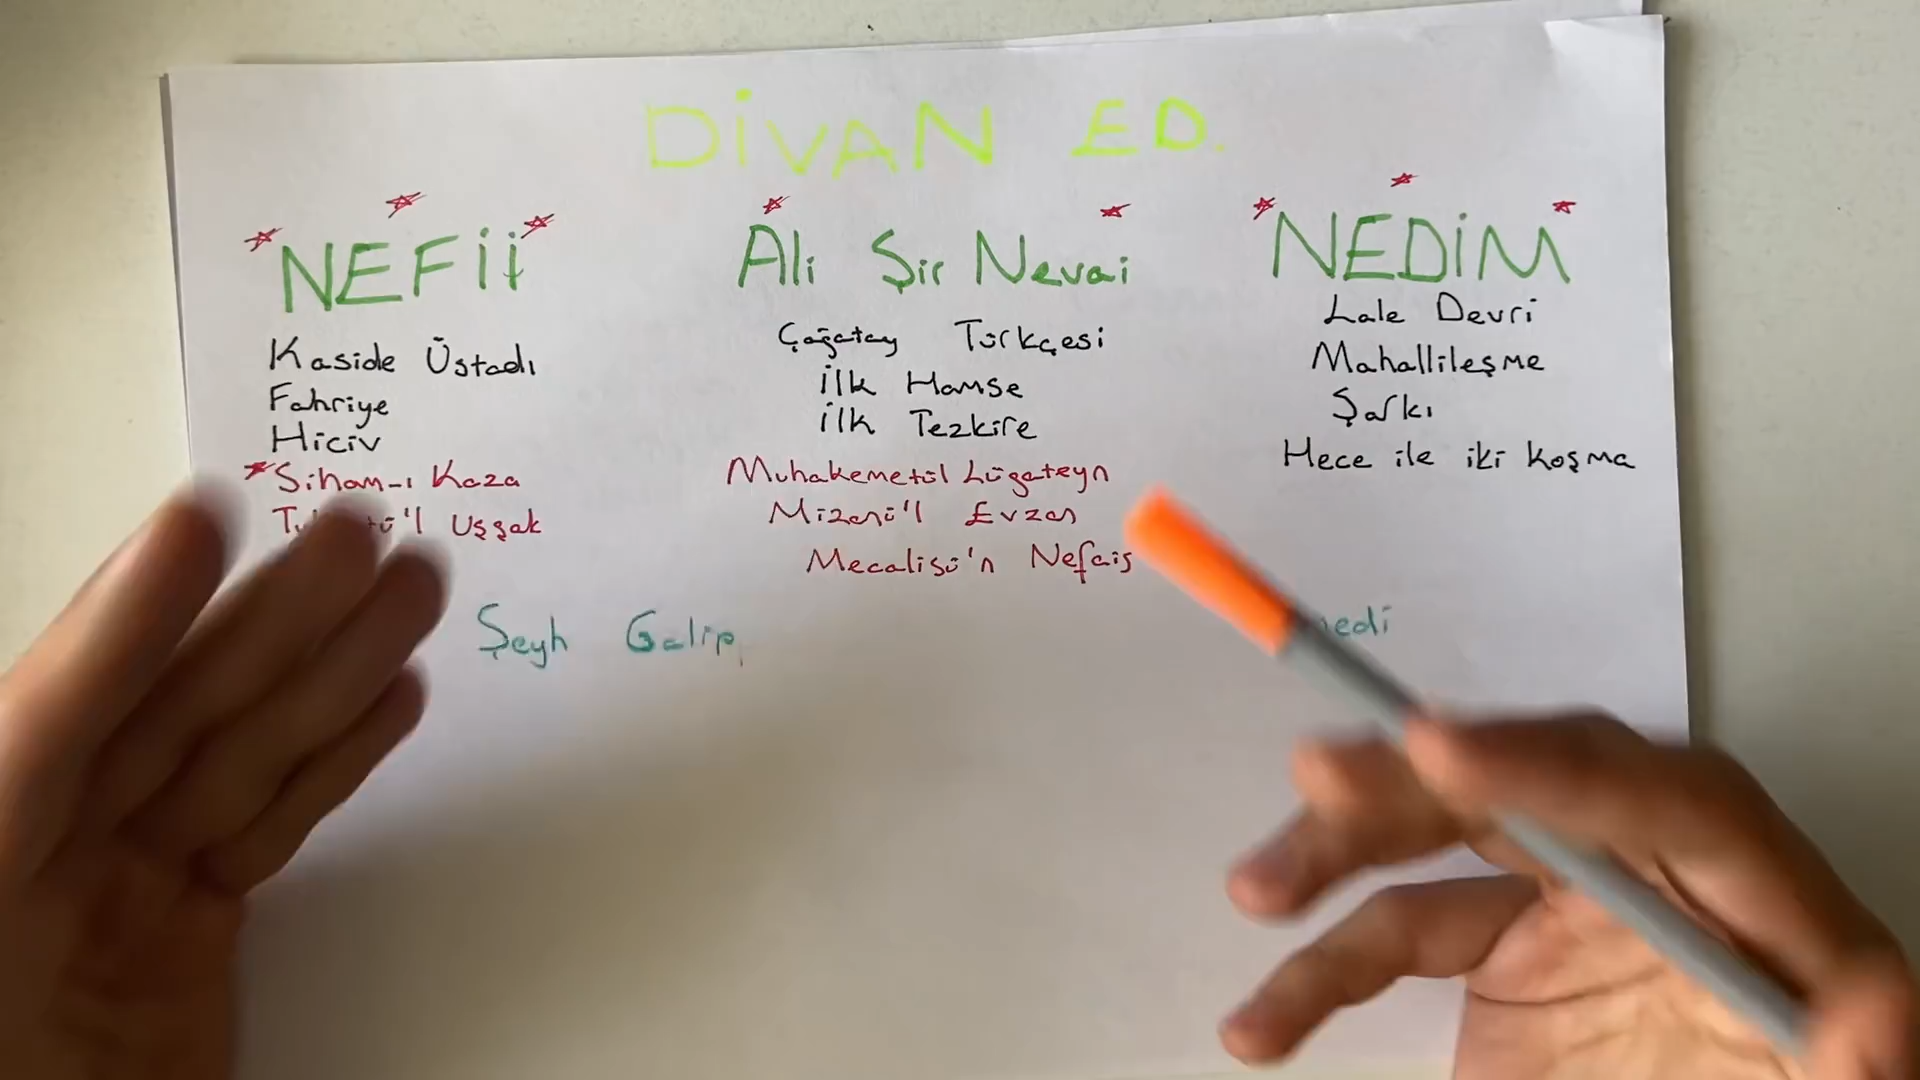 DİVAN ED.
NEFİİ
Kaside Üstadı
Fahriye
Hiciv
Siham-ı Kaza
Uşşak
Ali Şir Nevai
Çağatay Türkçesi
İlk Hamse
İlk Tezkire
Muhakemetül Lügateyn
Mizanü'l Evzan
Mecalisü'n Nefais
NEDİM
Lale Devri
Mahallileşme
Şarkı
Hece ile iki koşma
Şeyh Galip